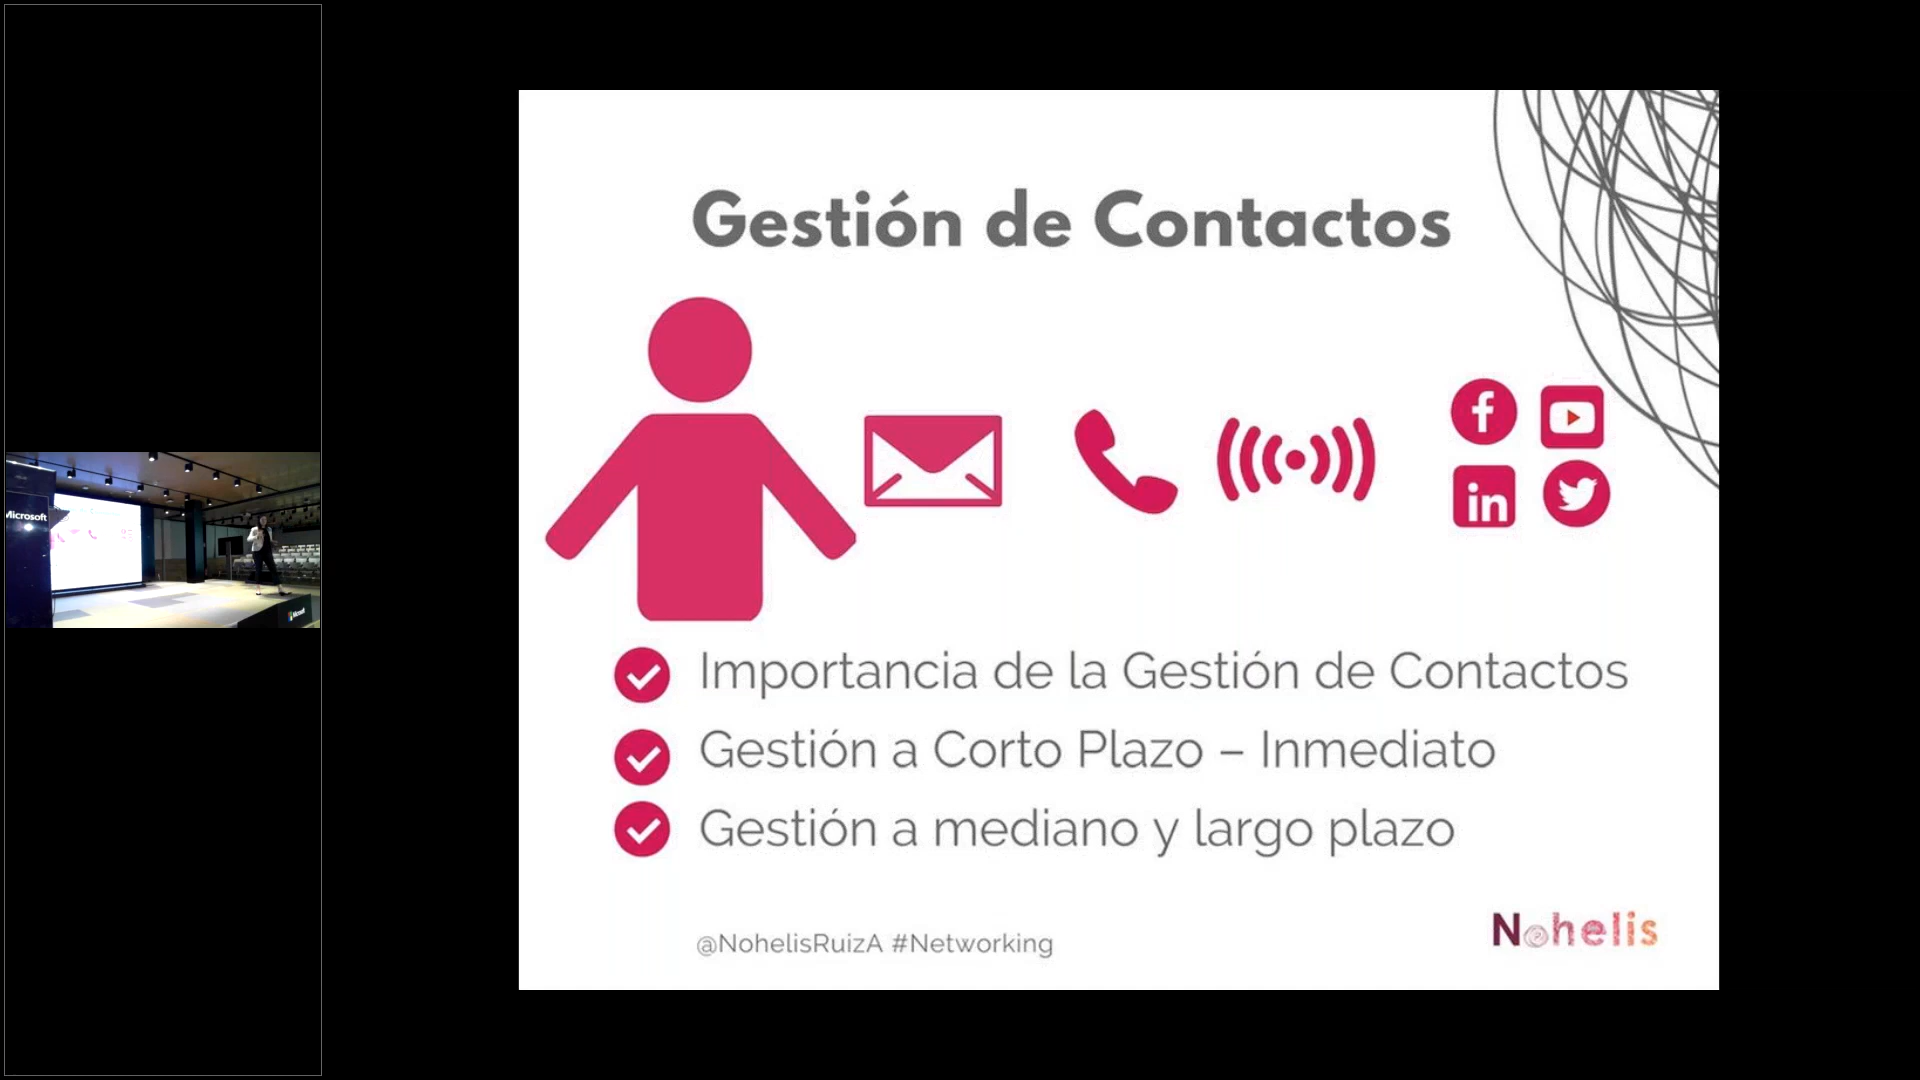 Microsoft
Microsoft
Gestión de Contactos
Importancia de la Gestión de Contactos
Gestión a Corto Plazo – Inmediato
Gestión a mediano y largo plazo
@NohelisRuizA #Networking
Nohelis